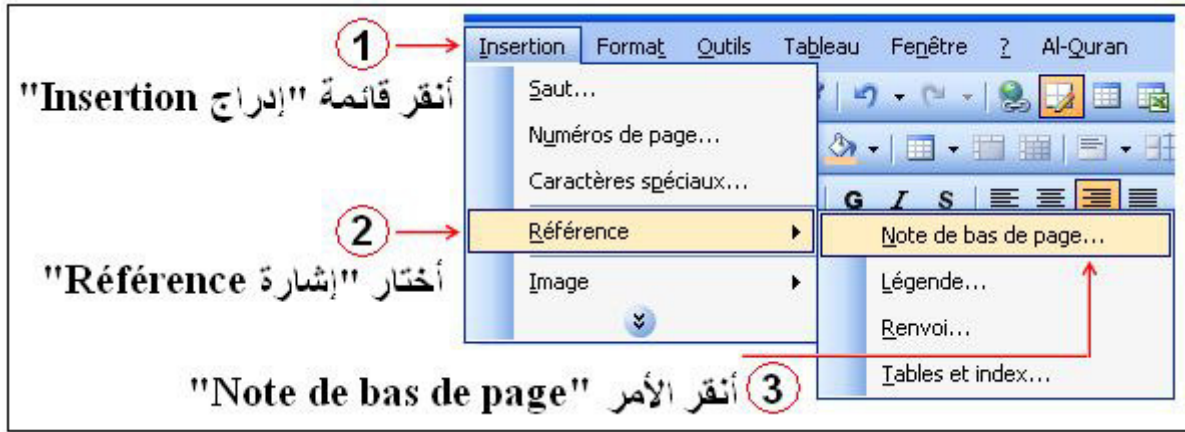 Insertion Format Outils Tableau Fenêtre ? Al-Quran
1
أنقر قائمة "إدراج Insertion"
Saut...
Numéros de page...
Caractères spéciaux...
G I S
2
Référence
أختار "إشارة Référence"
Image
Note de bas de page...
Légende...
Renvoi...
Tables et index...
3 أنقر الأمر "Note de bas de page"